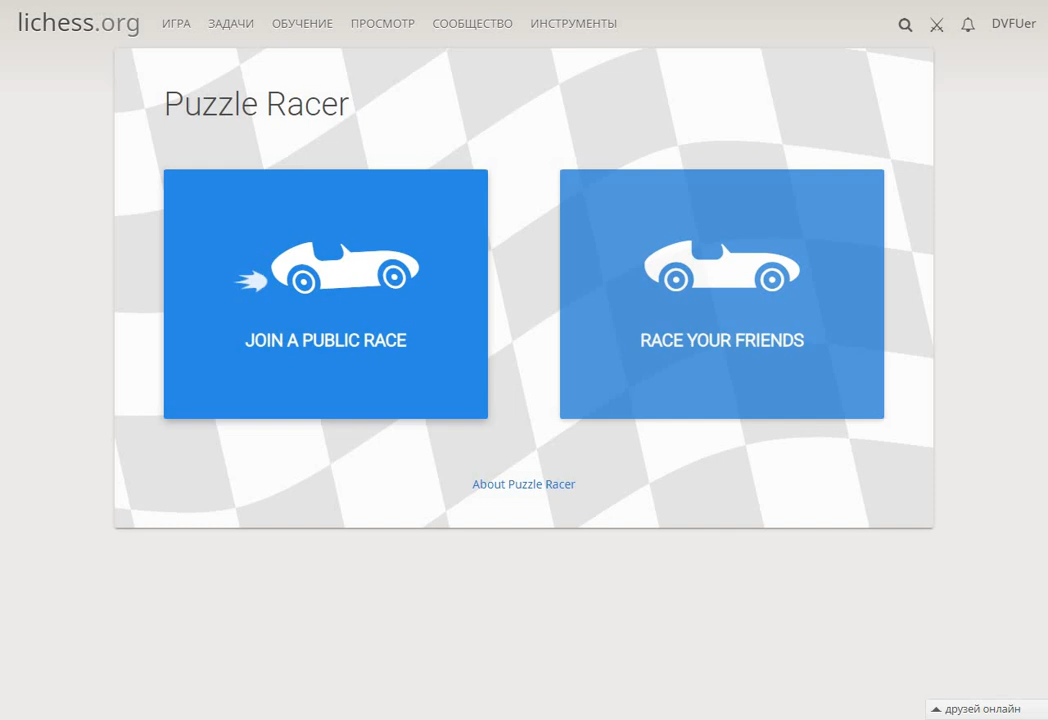 lichess.org ИГРА ЗАДАЧИ ОБУЧЕНИЕ ПРОСМОТР СООБЩЕСТВО ИНСТРУМЕНТЫ DVFUer
Puzzle Racer
JOIN A PUBLIC RACE
RACE YOUR FRIENDS
About Puzzle Racer
друзей онлайн